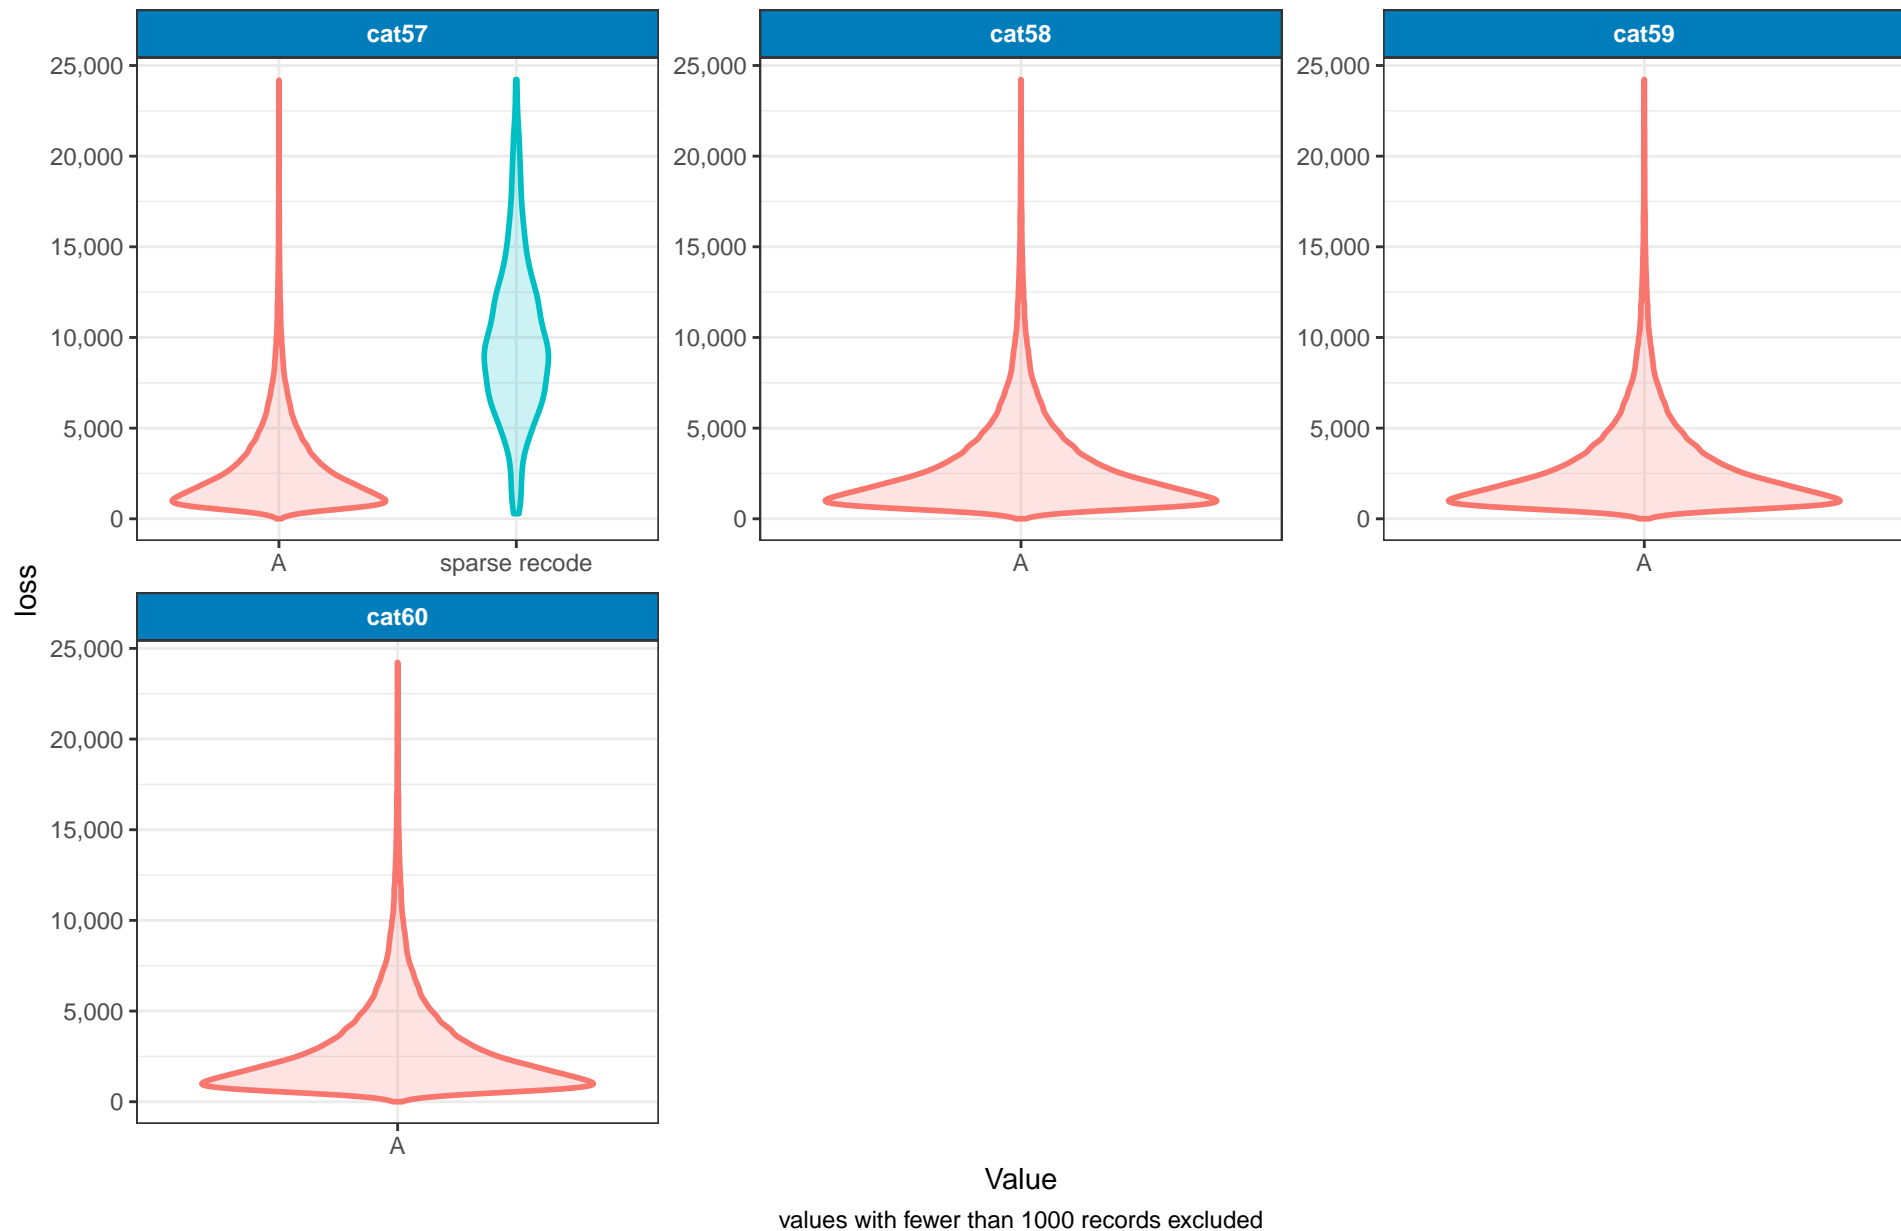 cat57
cat58
cat59
25,000
20,000
15,000
10,000
5,000
0
A
sparse recode
25,000
20,000
15,000
10,000
5,000
0
A
25,000
20,000
15,000
10,000
5,000
0
A
loss
cat60
25,000
20,000
15,000
10,000
5,000
0
A
Value
values with fewer than 1000 records excluded